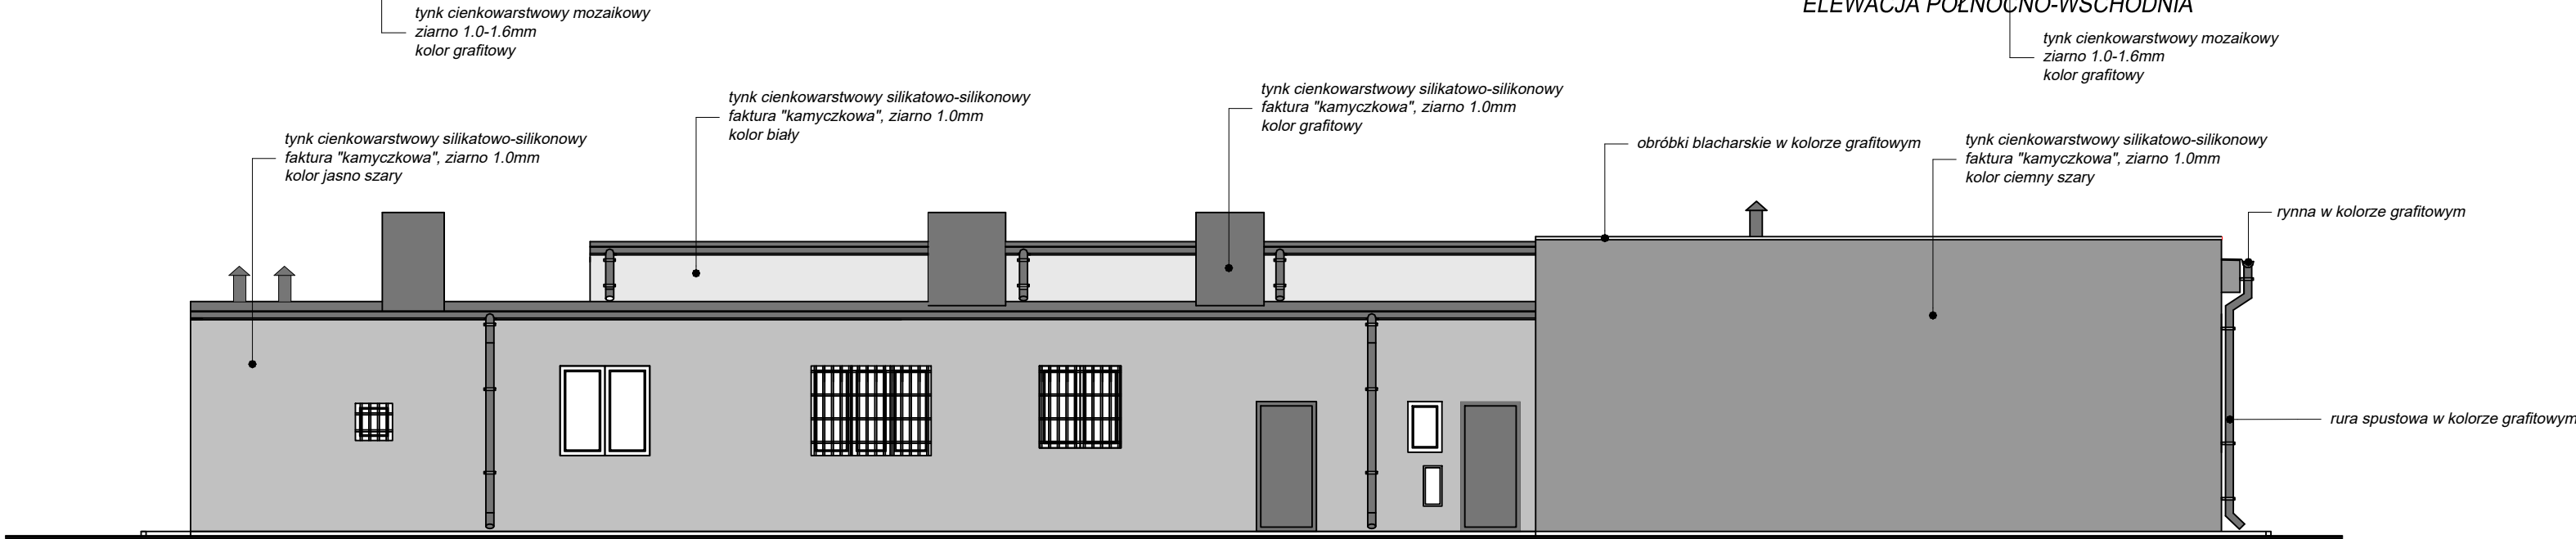 ELEWACJA PÓŁNOCNO-WSCHODNIA
tynk cienkowarstwowy mozaikowy
ziarno 1.0-1.6mm
kolor grafitowy
tynk cienkowarstwowy mozaikowy
ziarno 1.0-1.6mm
kolor grafitowy
tynk cienkowarstwowy silikatowo-silikonowy
faktura "kamyczkowa", ziarno 1.0mm
kolor jasno szary
tynk cienkowarstwowy silikatowo-silikonowy
faktura "kamyczkowa", ziarno 1.0mm
kolor biały
tynk cienkowarstwowy silikatowo-silikonowy
faktura "kamyczkowa", ziarno 1.0mm
kolor grafitowy
obróbki blacharskie w kolorze grafitowym
tynk cienkowarstwowy silikatowo-silikonowy
faktura "kamyczkowa", ziarno 1.0mm
kolor ciemny szary
rynna w kolorze grafitowym
rura spustowa w kolorze grafitowym